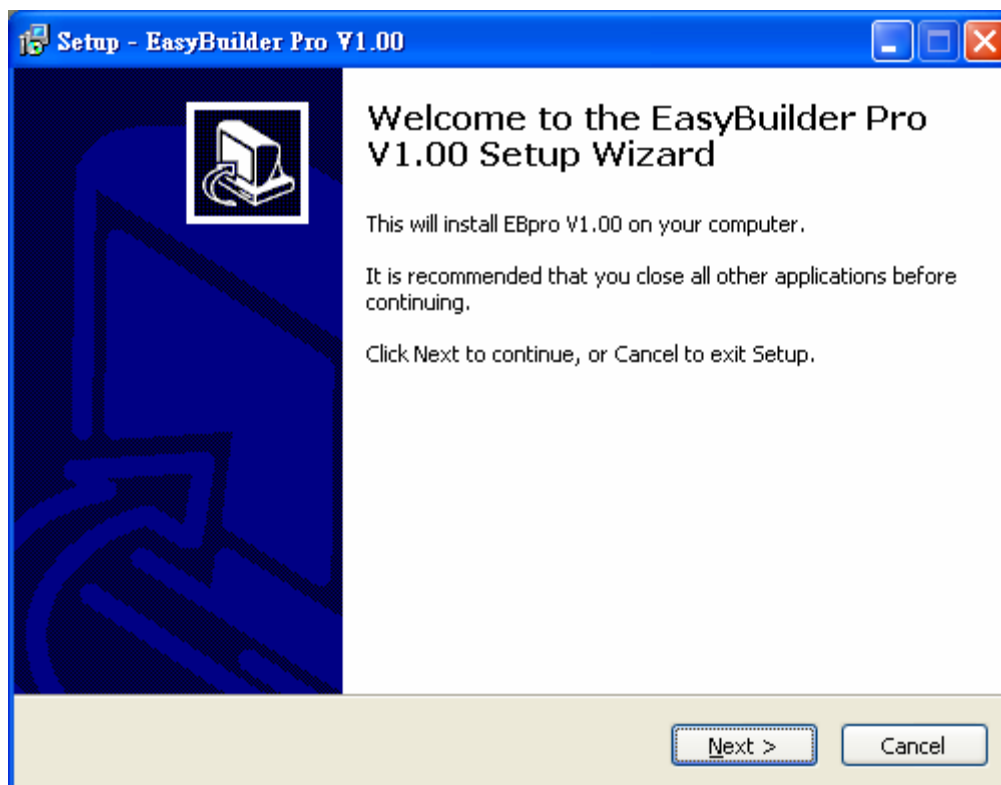 Setup - EasyBuilder Pro V1.00
Welcome to the EasyBuilder Pro
V1.00 Setup Wizard
This will install EBpro V1.00 on your computer.
It is recommended that you close all other applications before
continuing.
Click Next to continue, or Cancel to exit Setup.
Next >
Cancel